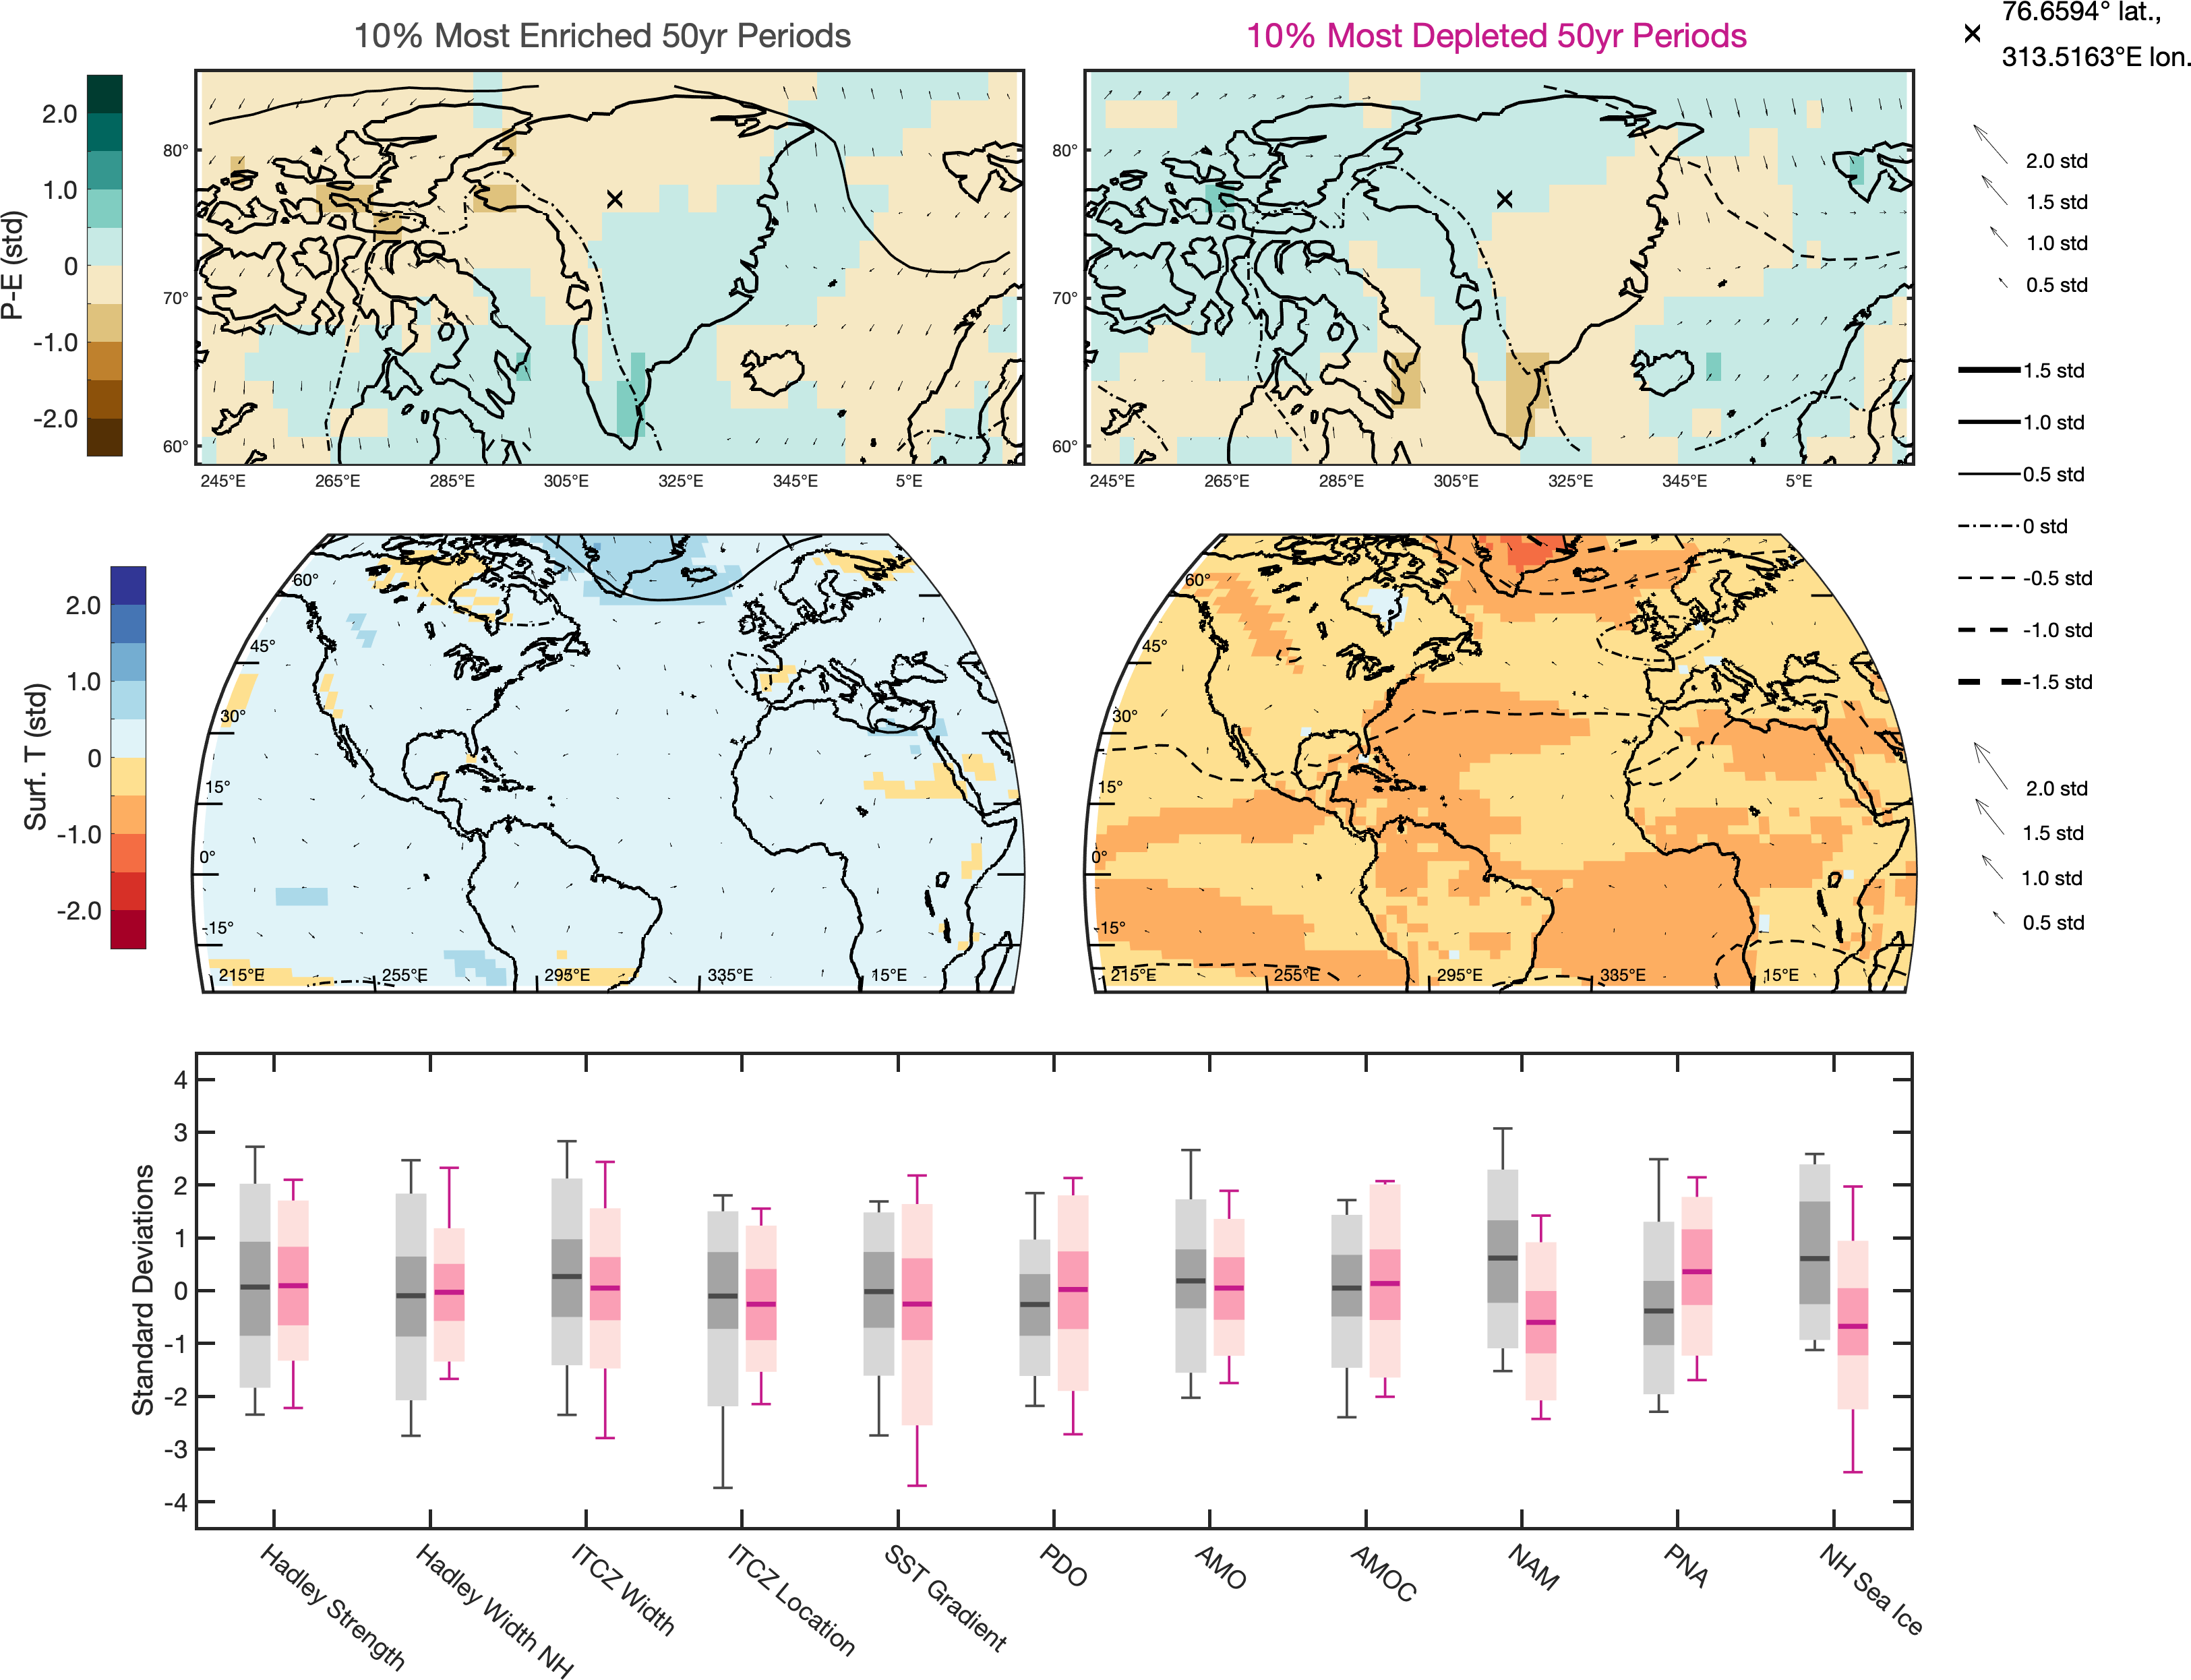 10% Most Enriched 50yr Periods
10% Most Depleted 50yr Periods
76.6594° lat.,
313.5163°E lon.
P-E (std)
2.0
1.0
0
-1.0
-2.0
80°
70°
60°
245°E 265°E 285°E 305°E 325°E 345°E 5°E
80°
70°
60°
245°E 265°E 285°E 305°E 325°E 345°E 5°E
2.0 std
1.5 std
1.0 std
0.5 std
1.5 std
1.0 std
0.5 std
0 std
-0.5 std
-1.0 std
-1.5 std
Surf. T (std)
2.0
1.0
0
-1.0
-2.0
60°
45°
30°
15°
0°
-15°
215°E 255°E 295°E 335°E 15°E
60°
45°
30°
15°
0°
-15°
215°E 255°E 295°E 385°E 15°E
2.0 std
1.5 std
1.0 std
0.5 std
Standard Deviations
4
3
2
1
0
-1
-2
-3
-4
Hadley Strength
Hadley Width NH
ITCZ Width
ITCZ Location
SST Gradient
PDO
AMO
AMOC
NAM
PNA
NH Sea Ice